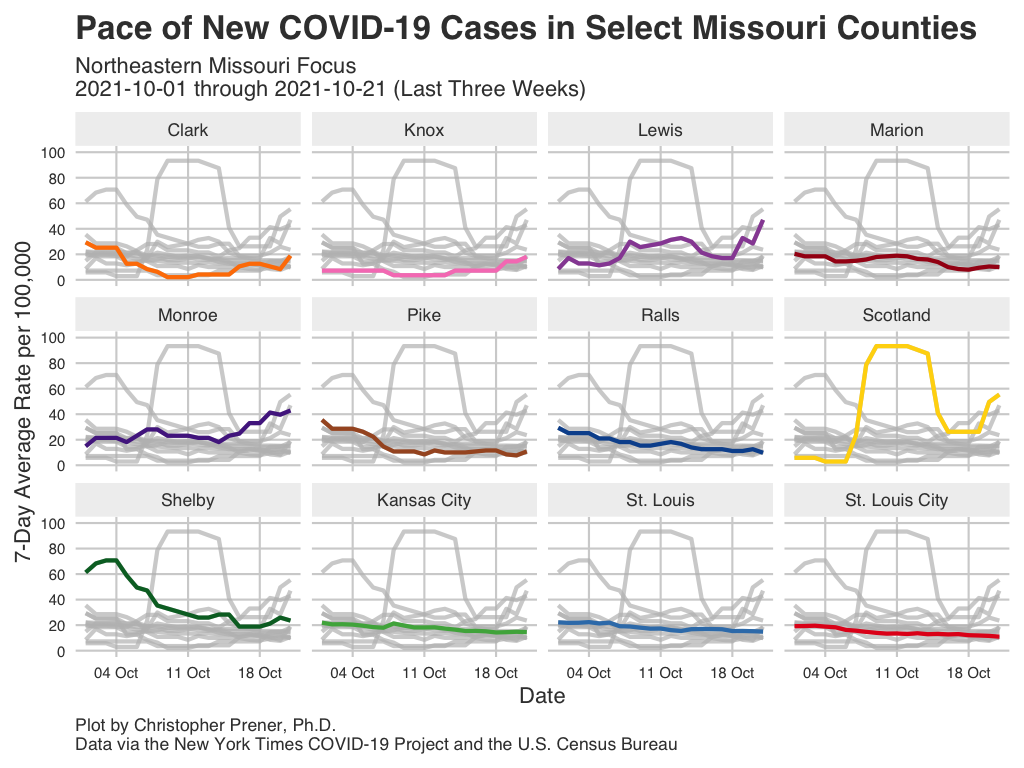 Pace of New COVID-19 Cases in Select Missouri Counties
Northeastern Missouri Focus
2021-10-01 through 2021-10-21 (Last Three Weeks)
Clark Knox Lewis Marion
100
80
60
40
20
0
Monroe Pike Ralls Scotland
100
80
60
40
20
0
Shelby Kansas City St. Louis St. Louis City
100
80
60
40
20
0
7-Day Average Rate per 100,000
04 Oct 11 Oct 18 Oct 04 Oct 11 Oct 18 Oct 04 Oct 11 Oct 18 Oct 04 Oct 11 Oct 18 Oct
Date
Plot by Christopher Prener, Ph.D.
Data via the New York Times COVID-19 Project and the U.S. Census Bureau